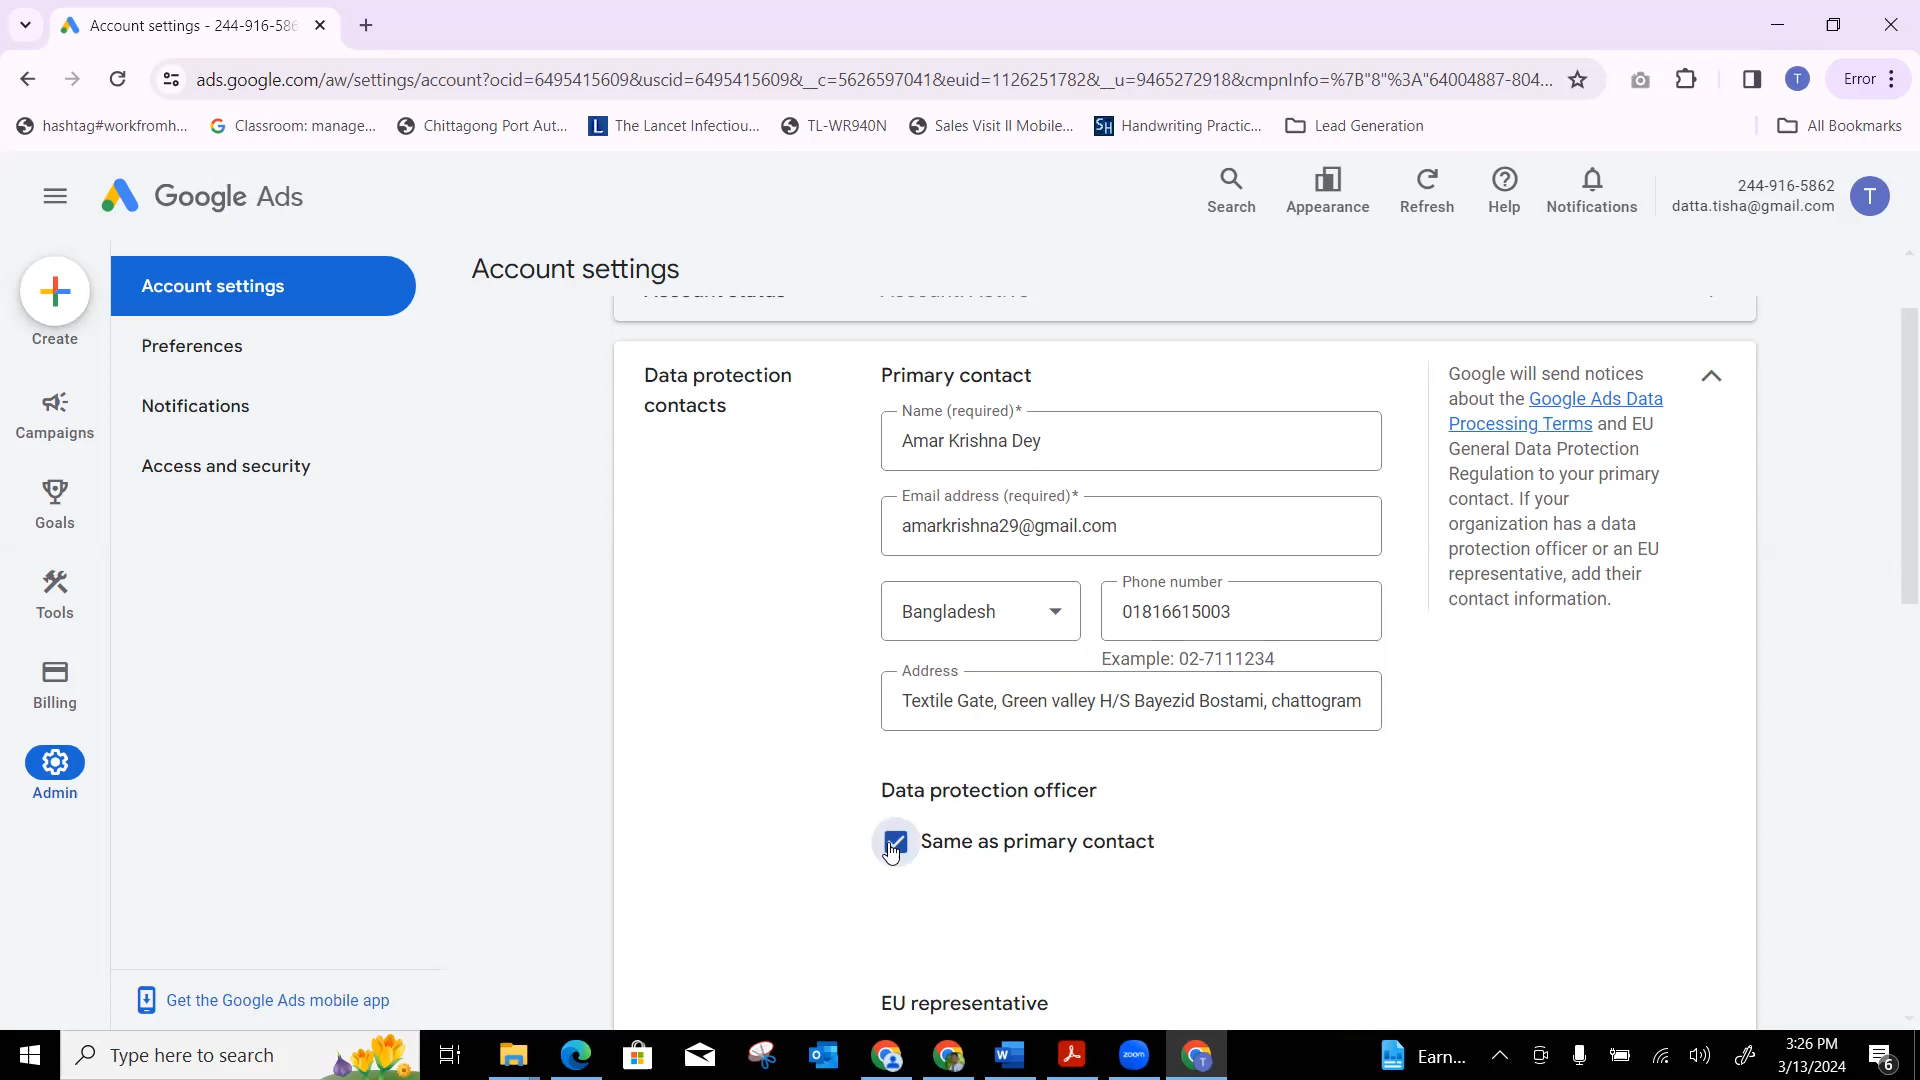 Account settings - 244-916-586
ads.google.com/aw/settings/account?ocid=6495415609&uscid=6495415609&__c=5626597041&euid=1126251782&__u=9465272918&cmpnInfo=%7B"8"%3A"64004887-804...
Error
hashtag#workfromh...
Classroom: manage...
Chittagong Port Aut...
The Lancet Infectiou...
TL-WR940N
Sales Visit II Mobile...
Handwriting Practic...
Lead Generation
All Bookmarks
Google Ads
Search
Appearance
Refresh
Help
Notifications
244-916-5862
datta.tisha@gmail.com
T
Create
Campaigns
Goals
Tools
Billing
Admin
Account settings
Preferences
Notifications
Access and security
Get the Google Ads mobile app
Account settings
Data protection
contacts
Primary contact
Name (required)*
Amar Krishna Dey
Email address (required)*
amarkrishna29@gmail.com
Bangladesh
Phone number
01816615003
Example: 02-7111234
Address
Textile Gate, Green valley H/S Bayezid Bostami, chattogram
Data protection officer
Same as primary contact
EU representative
Google will send notices
about the Google Ads Data
Processing Terms and EU
General Data Protection
Regulation to your primary
contact. If your
organization has a data
protection officer or an EU
representative, add their
contact information.
Type here to search
zoom
Earn...
3:26 PM
3/13/2024
6